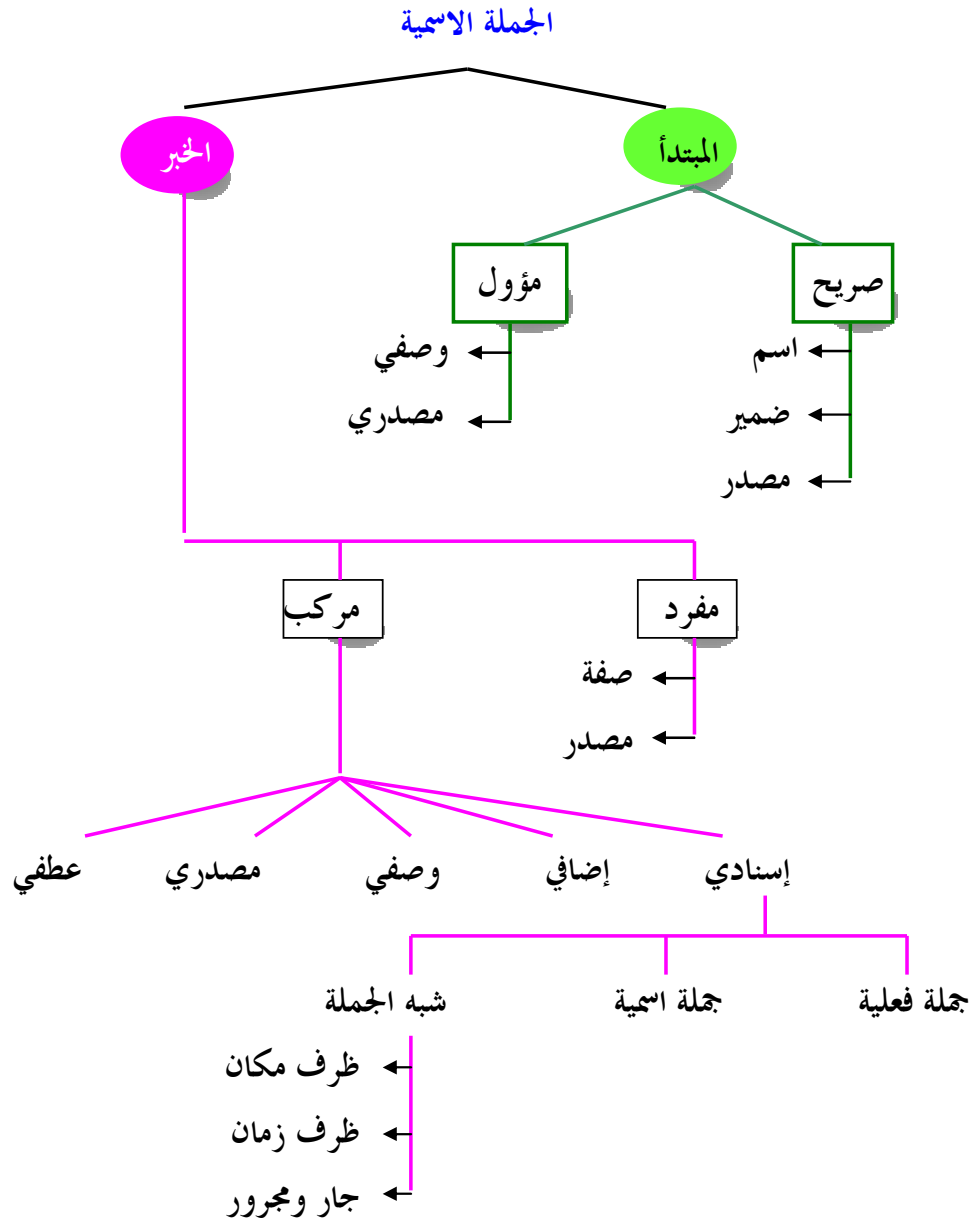 الجملة الاسمية
المبتدأ
الخبر
صريح
مؤوول
اسم
وصفي
ضمير
مصدري
مصدر
مفرد
مركب
صفة
مصدر
إسنادي
إضافي
وصفي
مصدري
عطفي
جملة فعلية
جملة اسمية
شبه الجملة
ظرف مكان
ظرف زمان
جار ومجرور